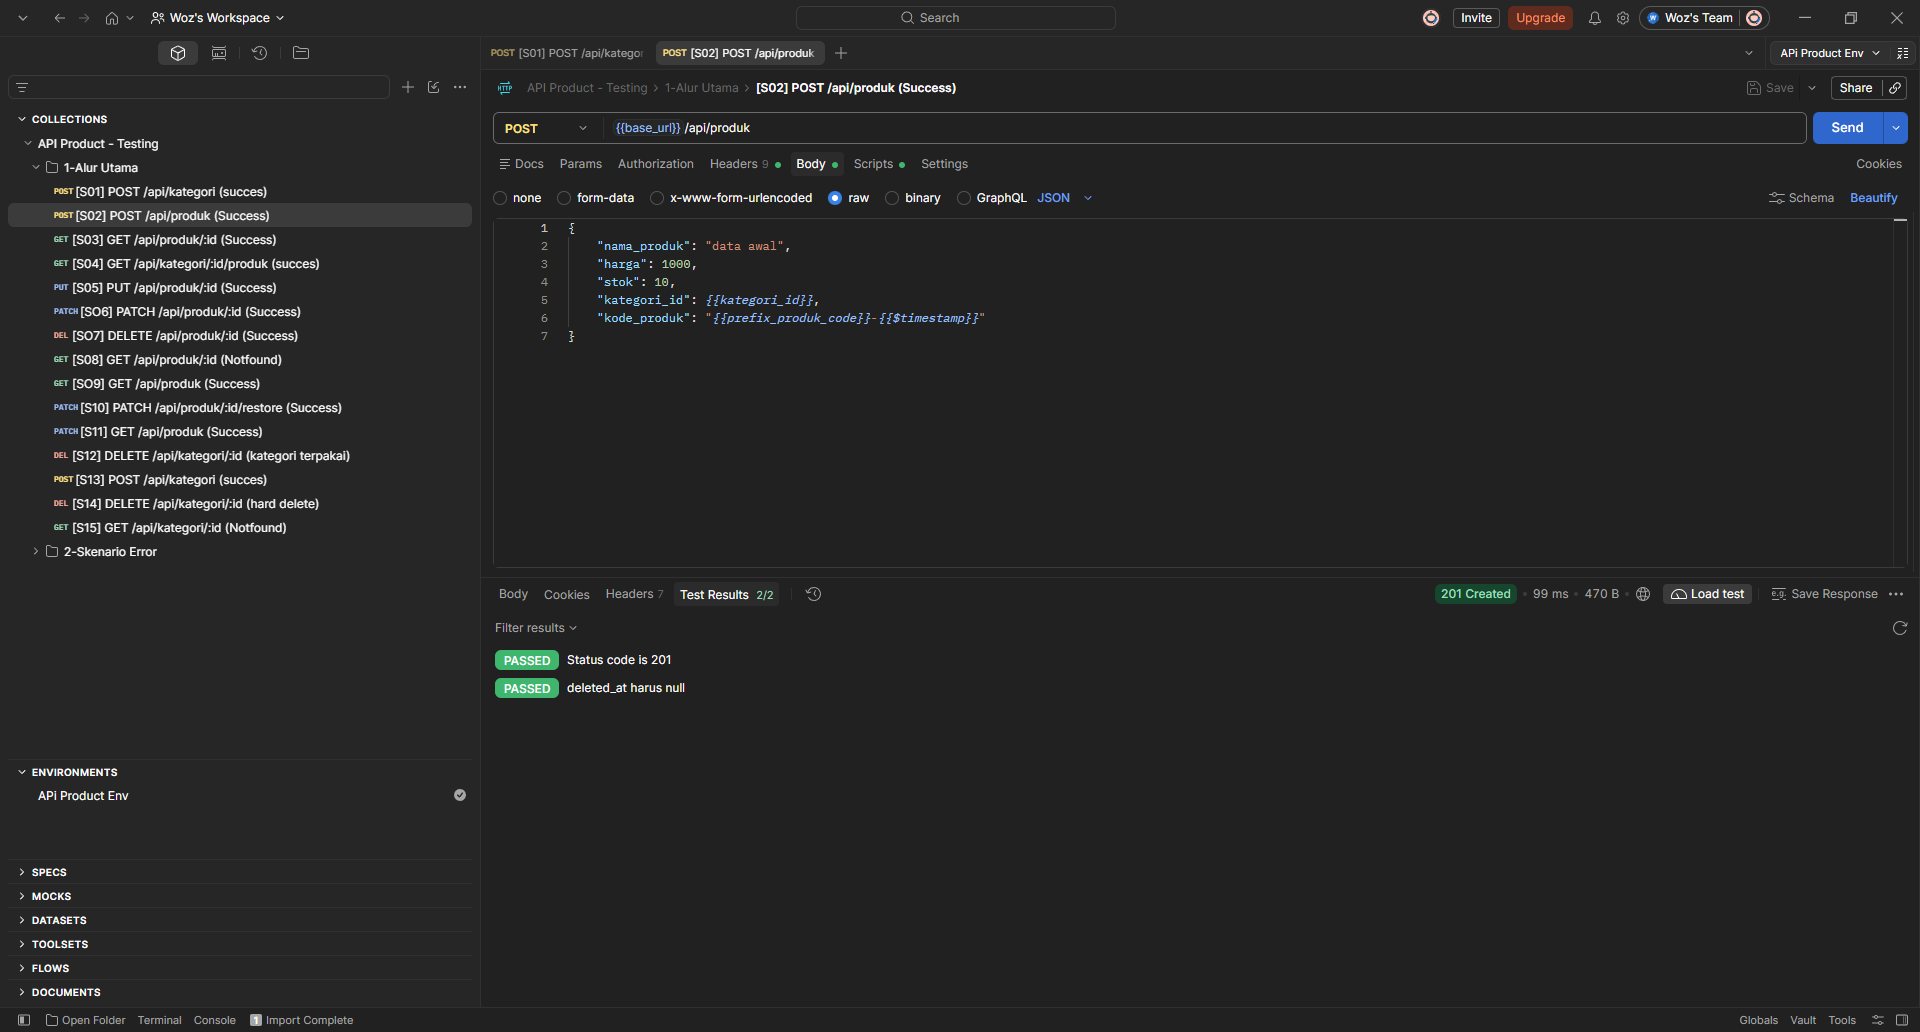 Woz's Workspace
Search
Invite
Upgrade
Woz's Team
POST [S01] POST /api/kategor
POST [S02] POST /api/produk
APi Product Env
HTTP API Product - Testing > 1-Alur Utama > [S02] POST /api/produk (Success)
Save
Share
COLLECTIONS
API Product - Testing
1-Alur Utama
POST [S01] POST /api/kategori (succes)
POST [S02] POST /api/produk (Success)
GET [S03] GET /api/produk/:id (Success)
GET [S04] GET /api/kategori/:id/produk (succes)
PUT [S05] PUT /api/produk/:id (Success)
PATCH [SO6] PATCH /api/produk/:id (Success)
DEL [SO7] DELETE /api/produk/:id (Success)
GET [S08] GET /api/produk/:id (Notfound)
GET [SO9] GET /api/produk (Success)
PATCH [S10] PATCH /api/produk/:id/restore (Success)
PATCH [S11] GET /api/produk (Success)
DEL [S12] DELETE /api/kategori/:id (kategori terpakai)
POST [S13] POST /api/kategori (succes)
DEL [S14] DELETE /api/kategori/:id (hard delete)
GET [S15] GET /api/kategori/:id (Notfound)
2-Skenario Error
ENVIRONMENTS
APi Product Env
SPECS
MOCKS
DATASETS
TOOLSETS
FLOWS
DOCUMENTS
POST {{base_url}} /api/produk
Send
Docs Params Authorization Headers 9 Body Scripts Settings
Cookies
none form-data x-www-form-urlencoded raw binary GraphQL JSON
Schema Beautify
1 {
2 "nama_produk": "data awal",
3 "harga": 1000,
4 "stok": 10,
5 "kategori_id": {{kategori_id}},
6 "kode_produk": "{{prefix_produk_code}}-{{$timestamp}}"
7 }
Body Cookies Headers 7 Test Results 2/2
201 Created • 99 ms • 470 B •
Load test
e.g. Save Response
Filter results
PASSED Status code is 201
PASSED deleted_at harus null
Open Folder Terminal Console 1 Import Complete
Globals Vault Tools